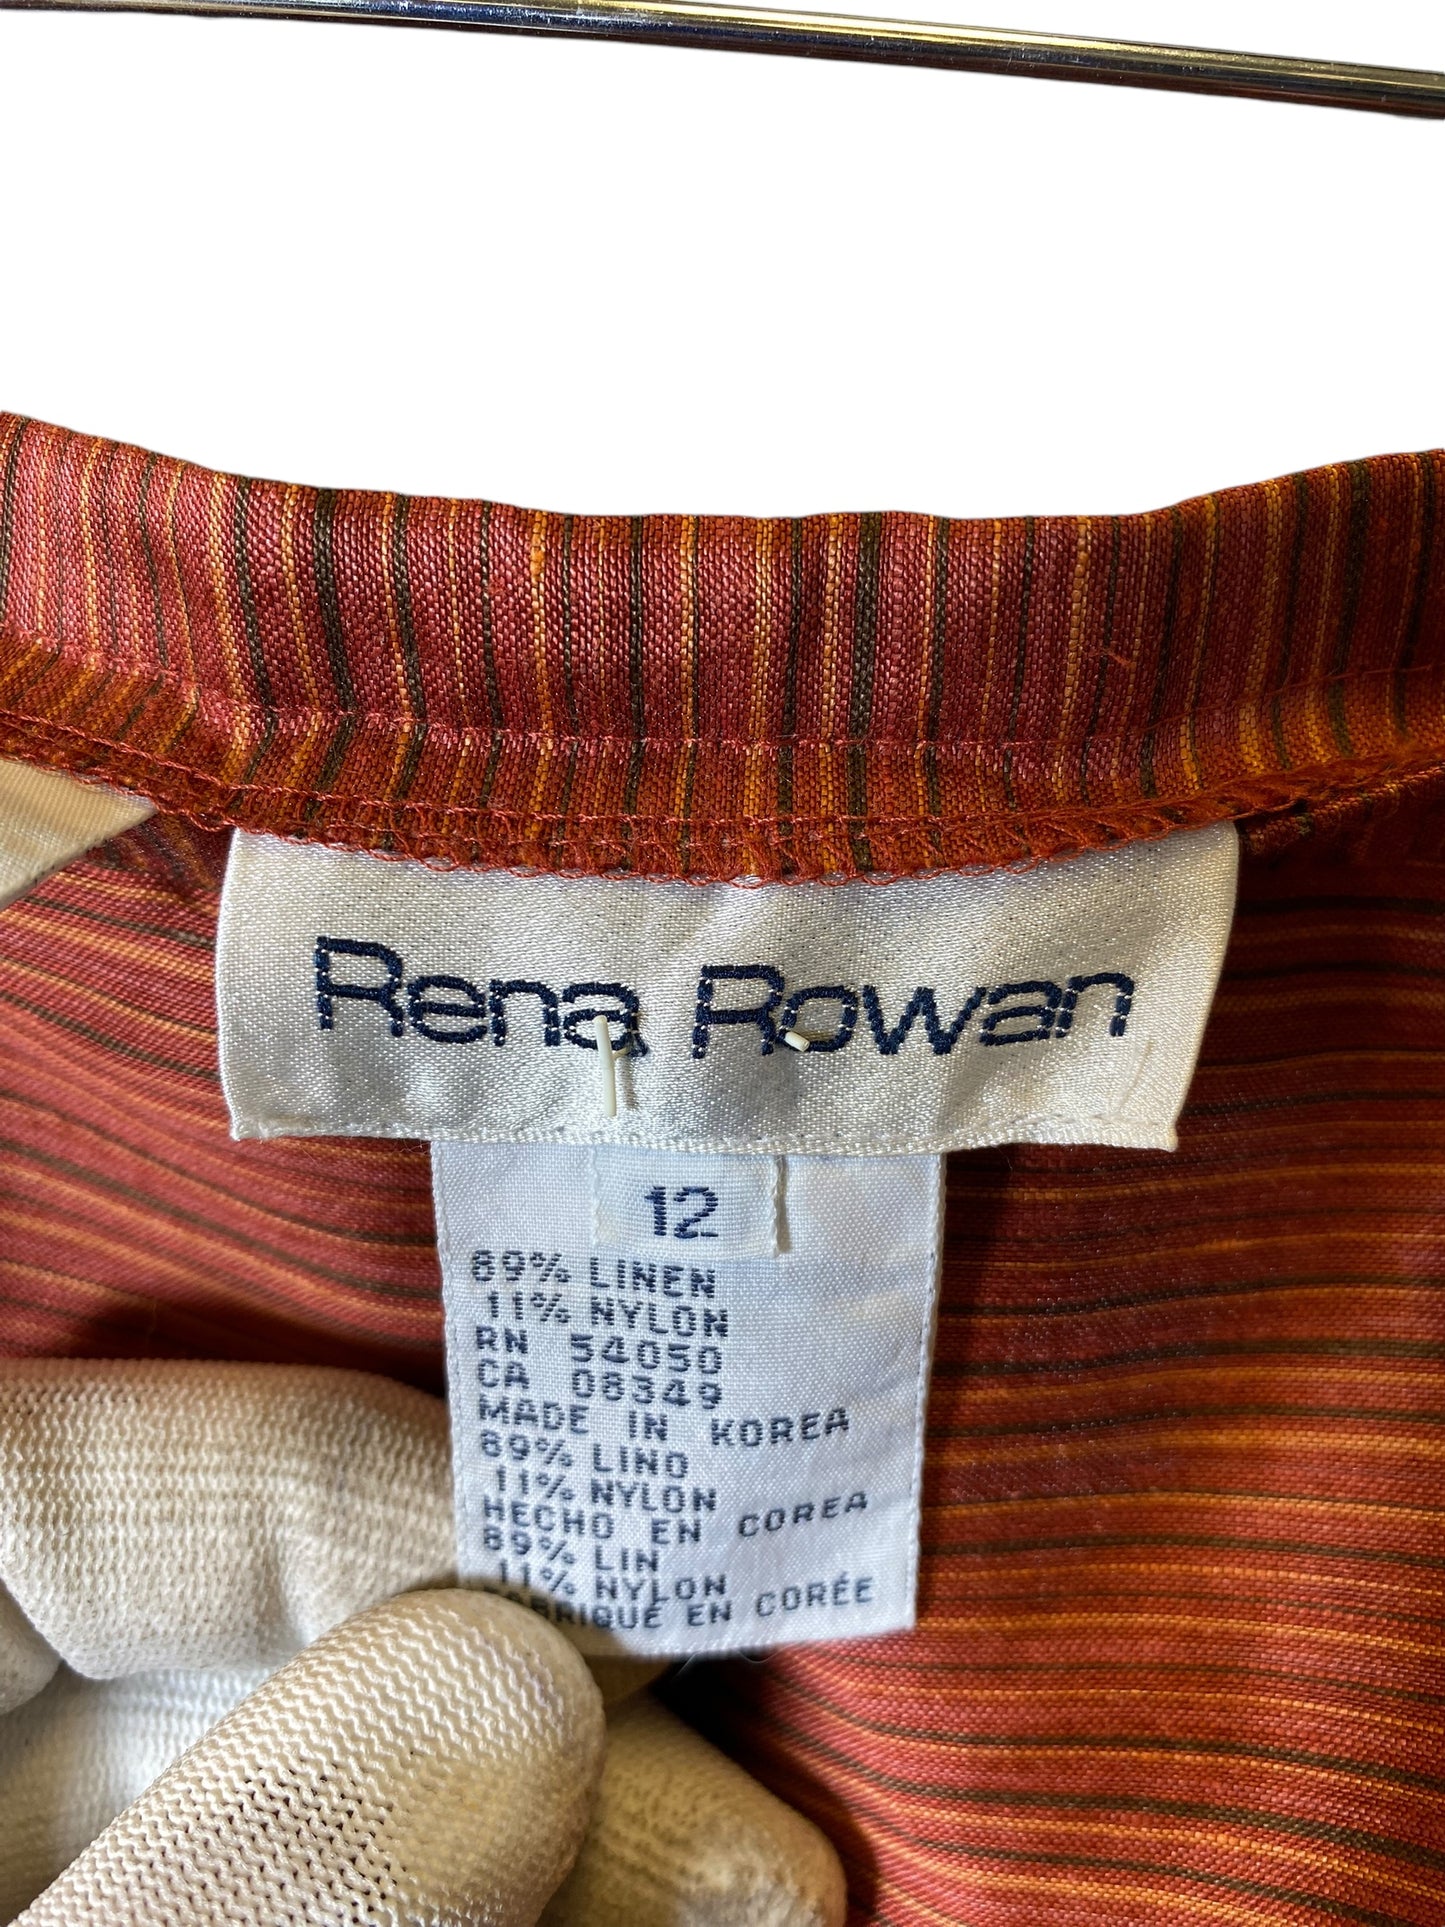 Rena Rowan
12
89% LINEN
11% NYLON
RN 54050
CA 08349
MADE IN KOREA
89% LINO
11% NYLON
HECHO EN COREA
89% LIN
11% NYLON
FABRIQUÉ EN CORÉE